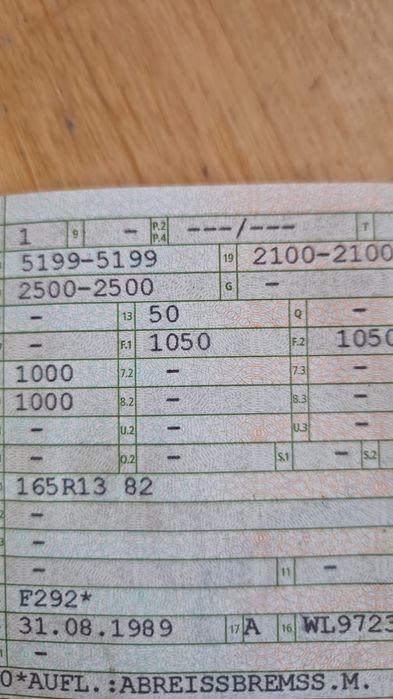 1 9 - P.2 P.4 ---/--- T
5199-5199 19 2100-2100
2500-2500 G -
- 13 50 Q -
- F.1 1050 F.2 1050
1000 7.2 - 7.3 -
1000 8.2 - 8.3 -
- U.2 - U.3 -
- O.2 - S.1 - S.2
165R13 82
-
-
- 11 -
F292*
31.08.1989 17 A 16 WL9723
-
0*AUFL.:ABREISSBREMSS.M.